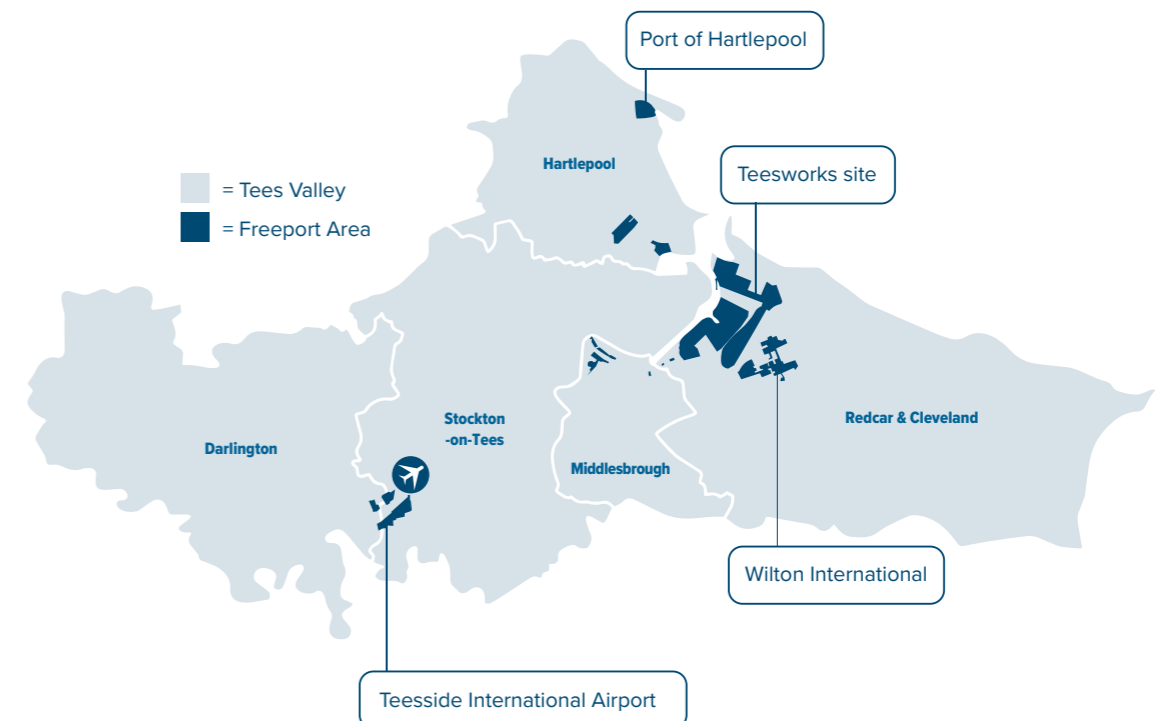 Port of Hartlepool
Hartlepool
Teesworks site
= Tees Valley
= Freeport Area
Stockton
-on-Tees
Redcar & Cleveland
Darlington
Middlesbrough
Wilton International
Teesside International Airport